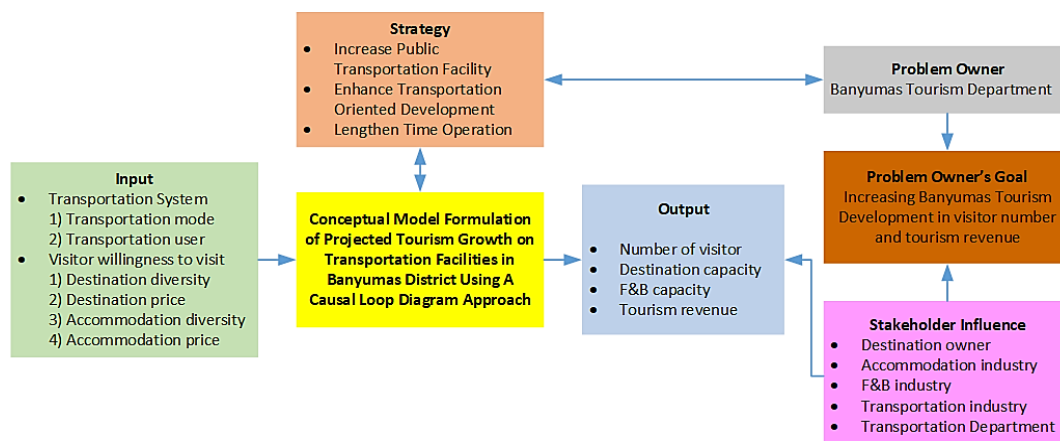 Strategy
• Increase Public
Transportation Facility
• Enhance Transportation
Oriented Development
• Lengthen Time Operation
Problem Owner
Banyumas Tourism Department
Input
• Transportation System
1) Transportation mode
2) Transportation user
• Visitor willingness to visit
1) Destination diversity
2) Destination price
3) Accommodation diversity
4) Accommodation price
Conceptual Model Formulation
of Projected Tourism Growth on
Transportation Facilities in
Banyumas District Using A
Causal Loop Diagram Approach
Output
• Number of visitor
• Destination capacity
• F&B capacity
• Tourism revenue
Problem Owner's Goal
Increasing Banyumas Tourism
Development in visitor number
and tourism revenue
Stakeholder Influence
• Destination owner
• Accommodation industry
• F&B industry
• Transportation industry
• Transportation Department